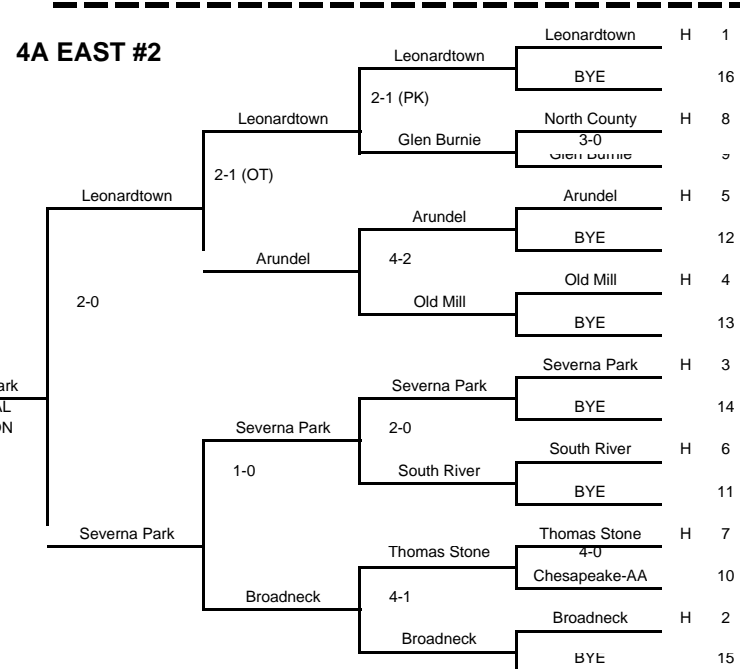 4A EAST #2
Leonardtown H 1
Leonardtown
BYE 16
2-1 (PK)
Leonardtown
North County H 8
Glen Burnie
3-0
Glen Burnie 9
2-1 (OT)
Leonardtown
Arundel H 5
Arundel
BYE 12
Arundel
4-2
Old Mill H 4
2-0
Old Mill
BYE 13
Severna Park H 3
ark
Severna Park
AL
BYE 14
ON
Severna Park
2-0
South River H 6
1-0
South River
BYE 11
Severna Park
Thomas Stone H 7
Thomas Stone
4-0
Chesapeake-AA 10
Broadneck
4-1
Broadneck H 2
Broadneck
BYE 15